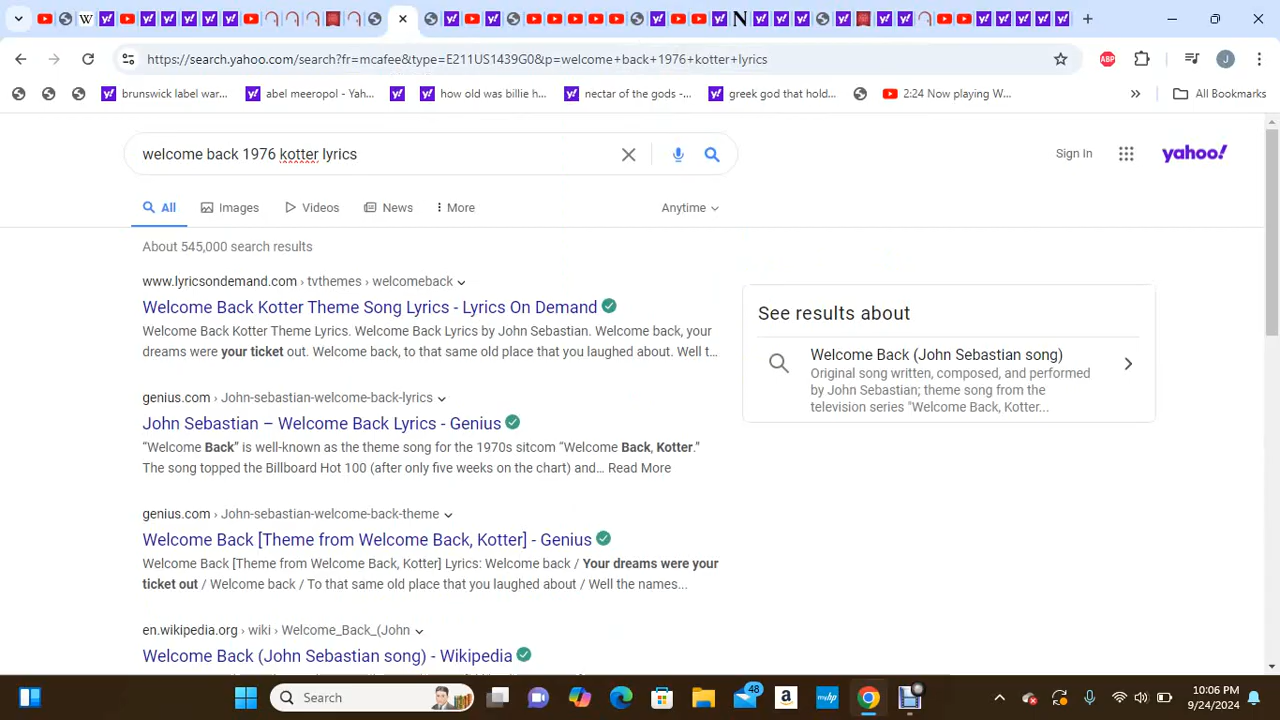 https://search.yahoo.com/search?fr=mcafee&type=E211US1439G0&p=welcome+back+1976+kotter+lyrics
ABP
J
brunswick label war...
abel meeropol - Yah...
how old was billie h...
nectar of the gods -...
greek god that hold...
2:24 Now playing W...
All Bookmarks
welcome back 1976 kotter lyrics
Sign In
yahoo!
All
Images
Videos
News
More
Anytime
About 545,000 search results
www.lyricsondemand.com › tvthemes › welcomeback
Welcome Back Kotter Theme Song Lyrics - Lyrics On Demand
Welcome Back Kotter Theme Lyrics. Welcome Back Lyrics by John Sebastian. Welcome back, your
dreams were your ticket out. Welcome back, to that same old place that you laughed about. Well t...
See results about
Welcome Back (John Sebastian song)
Original song written, composed, and performed
by John Sebastian; theme song from the
television series "Welcome Back, Kotter...
genius.com › John-sebastian-welcome-back-lyrics
John Sebastian – Welcome Back Lyrics - Genius
“Welcome Back” is well-known as the theme song for the 1970s sitcom “Welcome Back, Kotter.”
The song topped the Billboard Hot 100 (after only five weeks on the chart) and... Read More
genius.com › John-sebastian-welcome-back-theme
Welcome Back [Theme from Welcome Back, Kotter] - Genius
Welcome Back [Theme from Welcome Back, Kotter] Lyrics: Welcome back / Your dreams were your
ticket out / Welcome back / To that same old place that you laughed about / Well the names...
en.wikipedia.org › wiki › Welcome_Back_(John
Welcome Back (John Sebastian song) - Wikipedia
Search
48
10:06 PM
9/24/2024